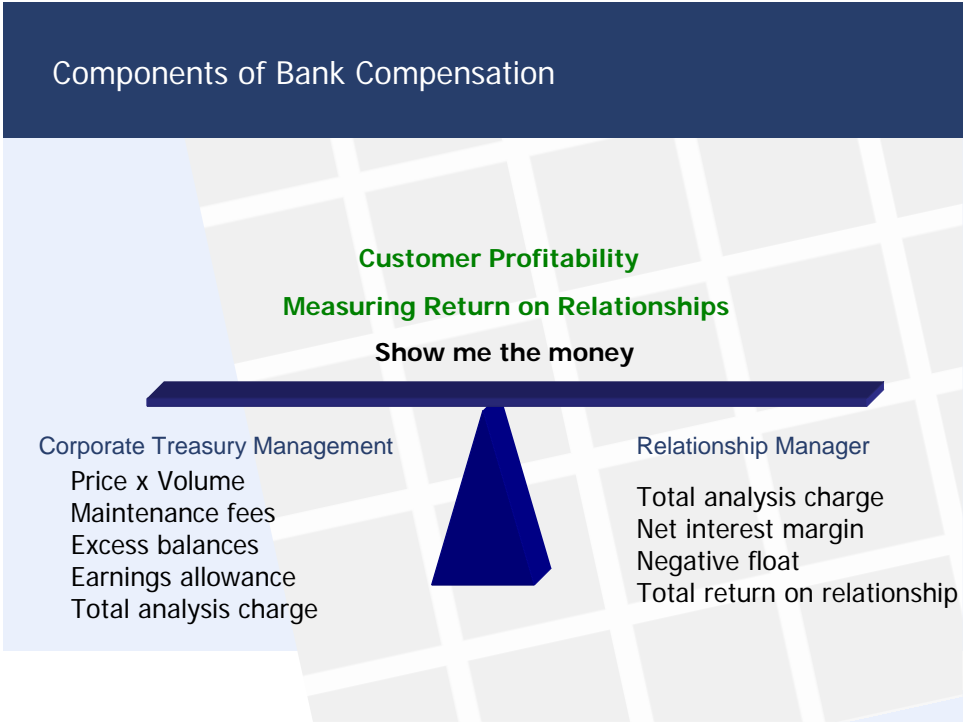 Components of Bank Compensation
Customer Profitability
Measuring Return on Relationships
Show me the money
Corporate Treasury Management
Price x Volume
Maintenance fees
Excess balances
Earnings allowance
Total analysis charge
Relationship Manager
Total analysis charge
Net interest margin
Negative float
Total return on relationship